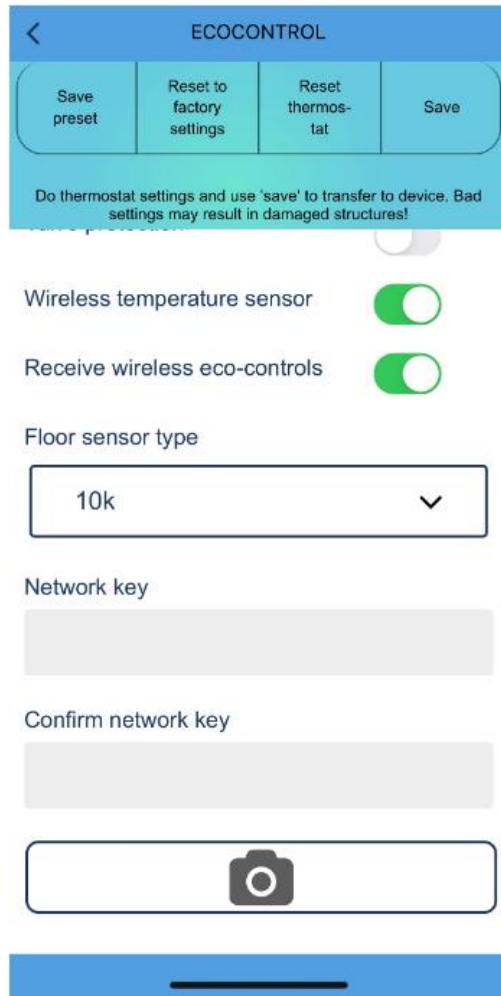 ECOCONTROL
Save
preset
Reset to
factory
settings
Reset
thermos-
tat
Save
Do thermostat settings and use 'save' to transfer to device. Bad
settings may result in damaged structures!
Wireless temperature sensor
Receive wireless eco-controls
Floor sensor type
10k
Network key
Confirm network key